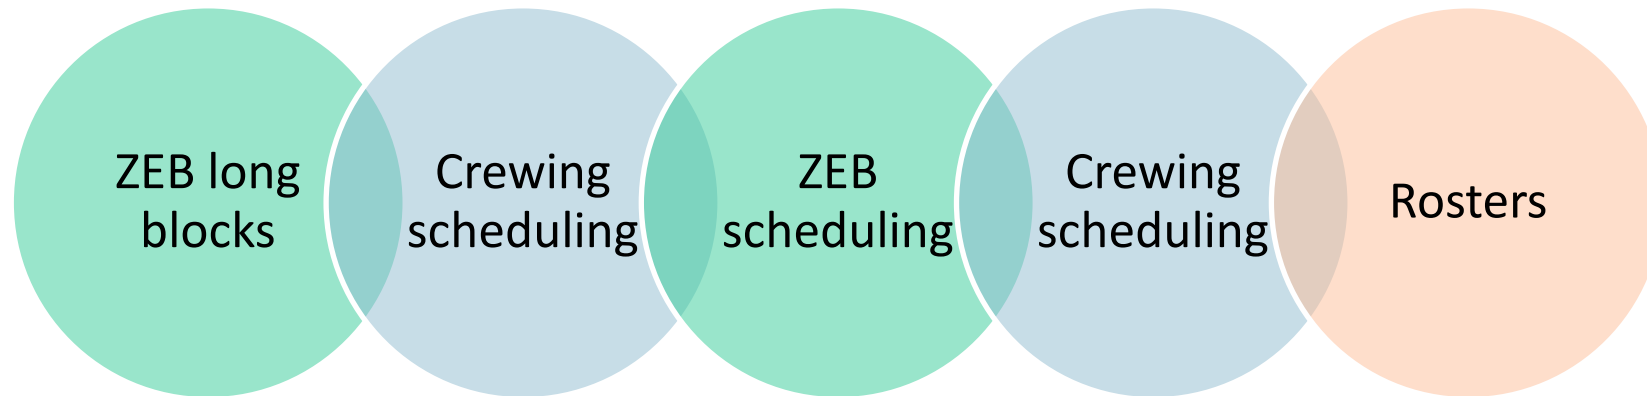 ZEB long
blocks
Crewing
scheduling
ZEB
scheduling
Crewing
scheduling
Rosters